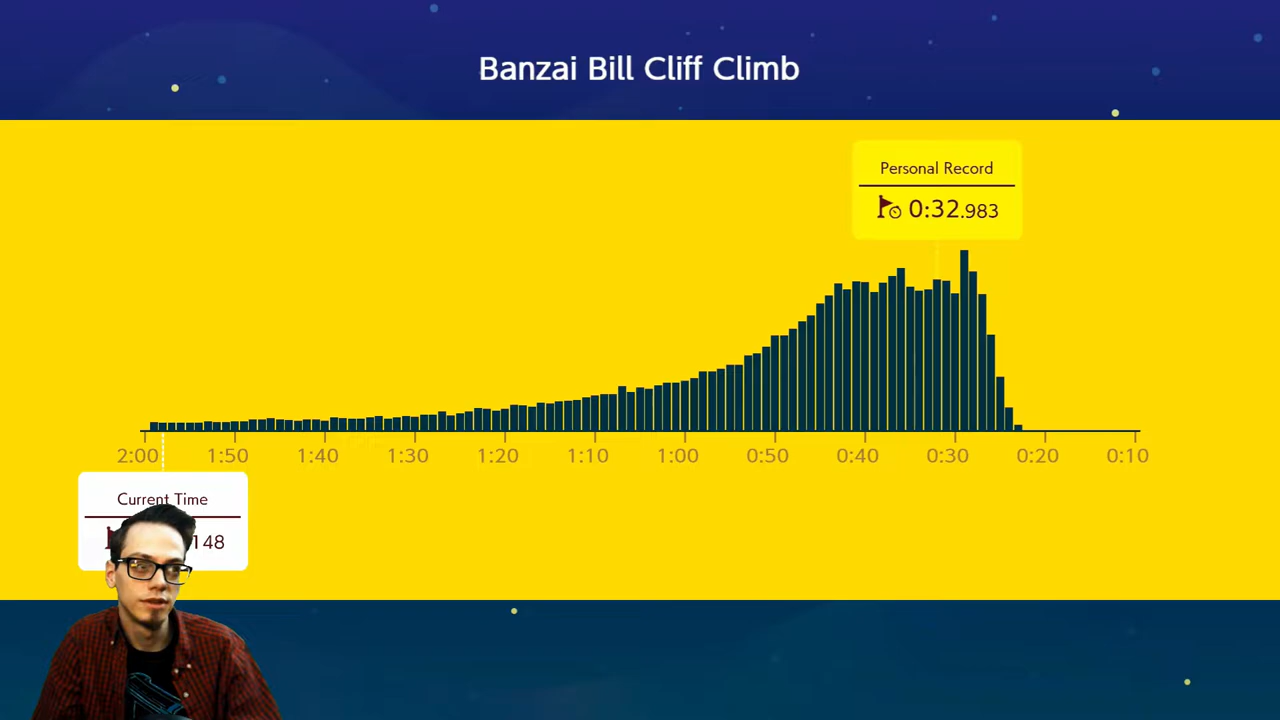 Banzai Bill Cliff Climb
Personal Record
0:32.983
2:00 1:50 1:40 1:30 1:20 1:10 1:00 0:50 0:40 0:30 0:20 0:10
Current Time
148